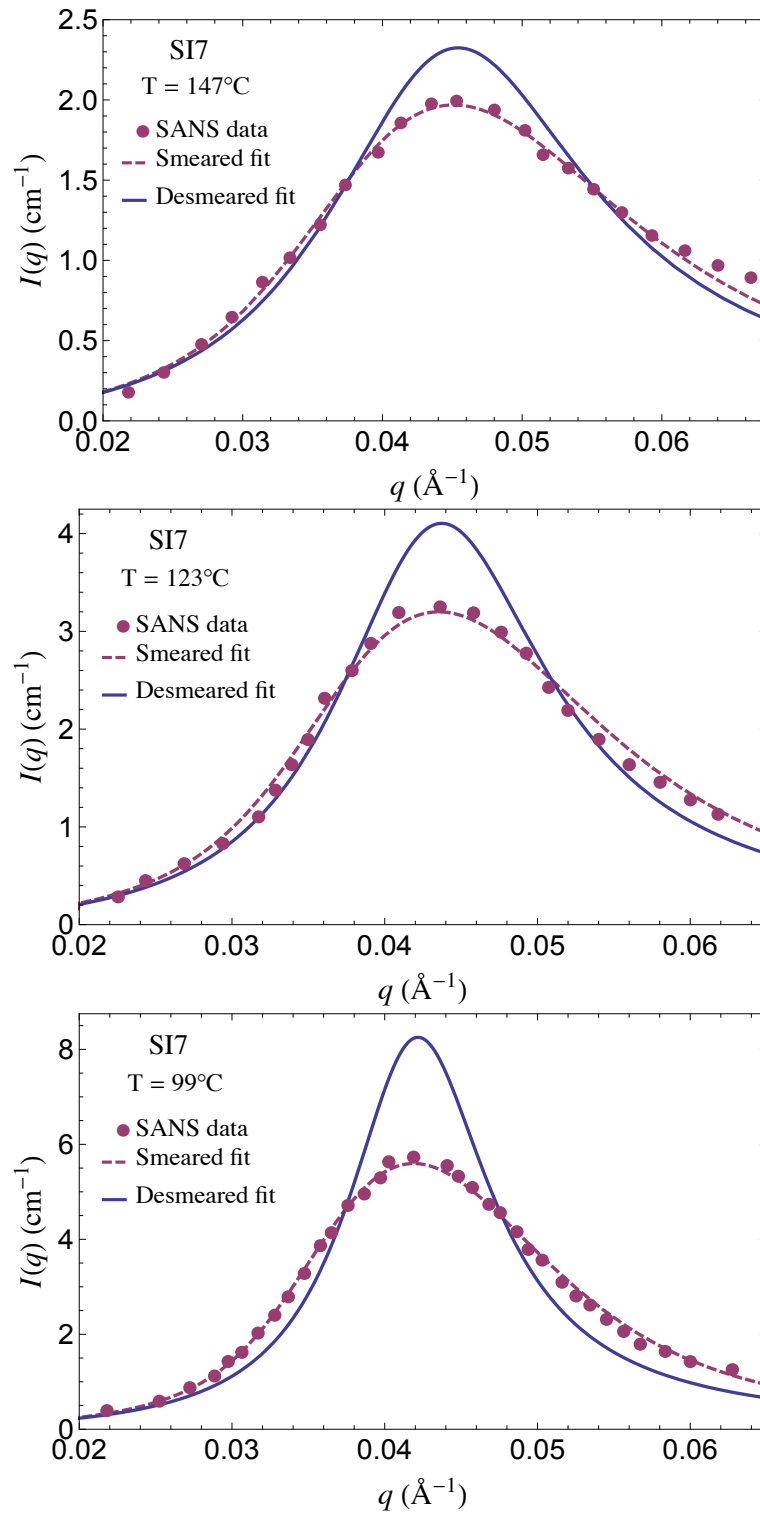 2.5
SI7
T = 147°C
2.0
SANS data
Smeared fit
1.5
Desmeared fit
I(q) (cm⁻¹)
1.0
0.5
0.0
0.02 0.03 0.04 0.05 0.06
q (Å⁻¹)
4
SI7
T = 123°C
SANS data
3
Smeared fit
Desmeared fit
I(q) (cm⁻¹)
2
1
0
0.02 0.03 0.04 0.05 0.06
q (Å⁻¹)
8
SI7
T = 99°C
SANS data
6
Smeared fit
Desmeared fit
I(q) (cm⁻¹)
4
2
0
0.02 0.03 0.04 0.05 0.06
q (Å⁻¹)